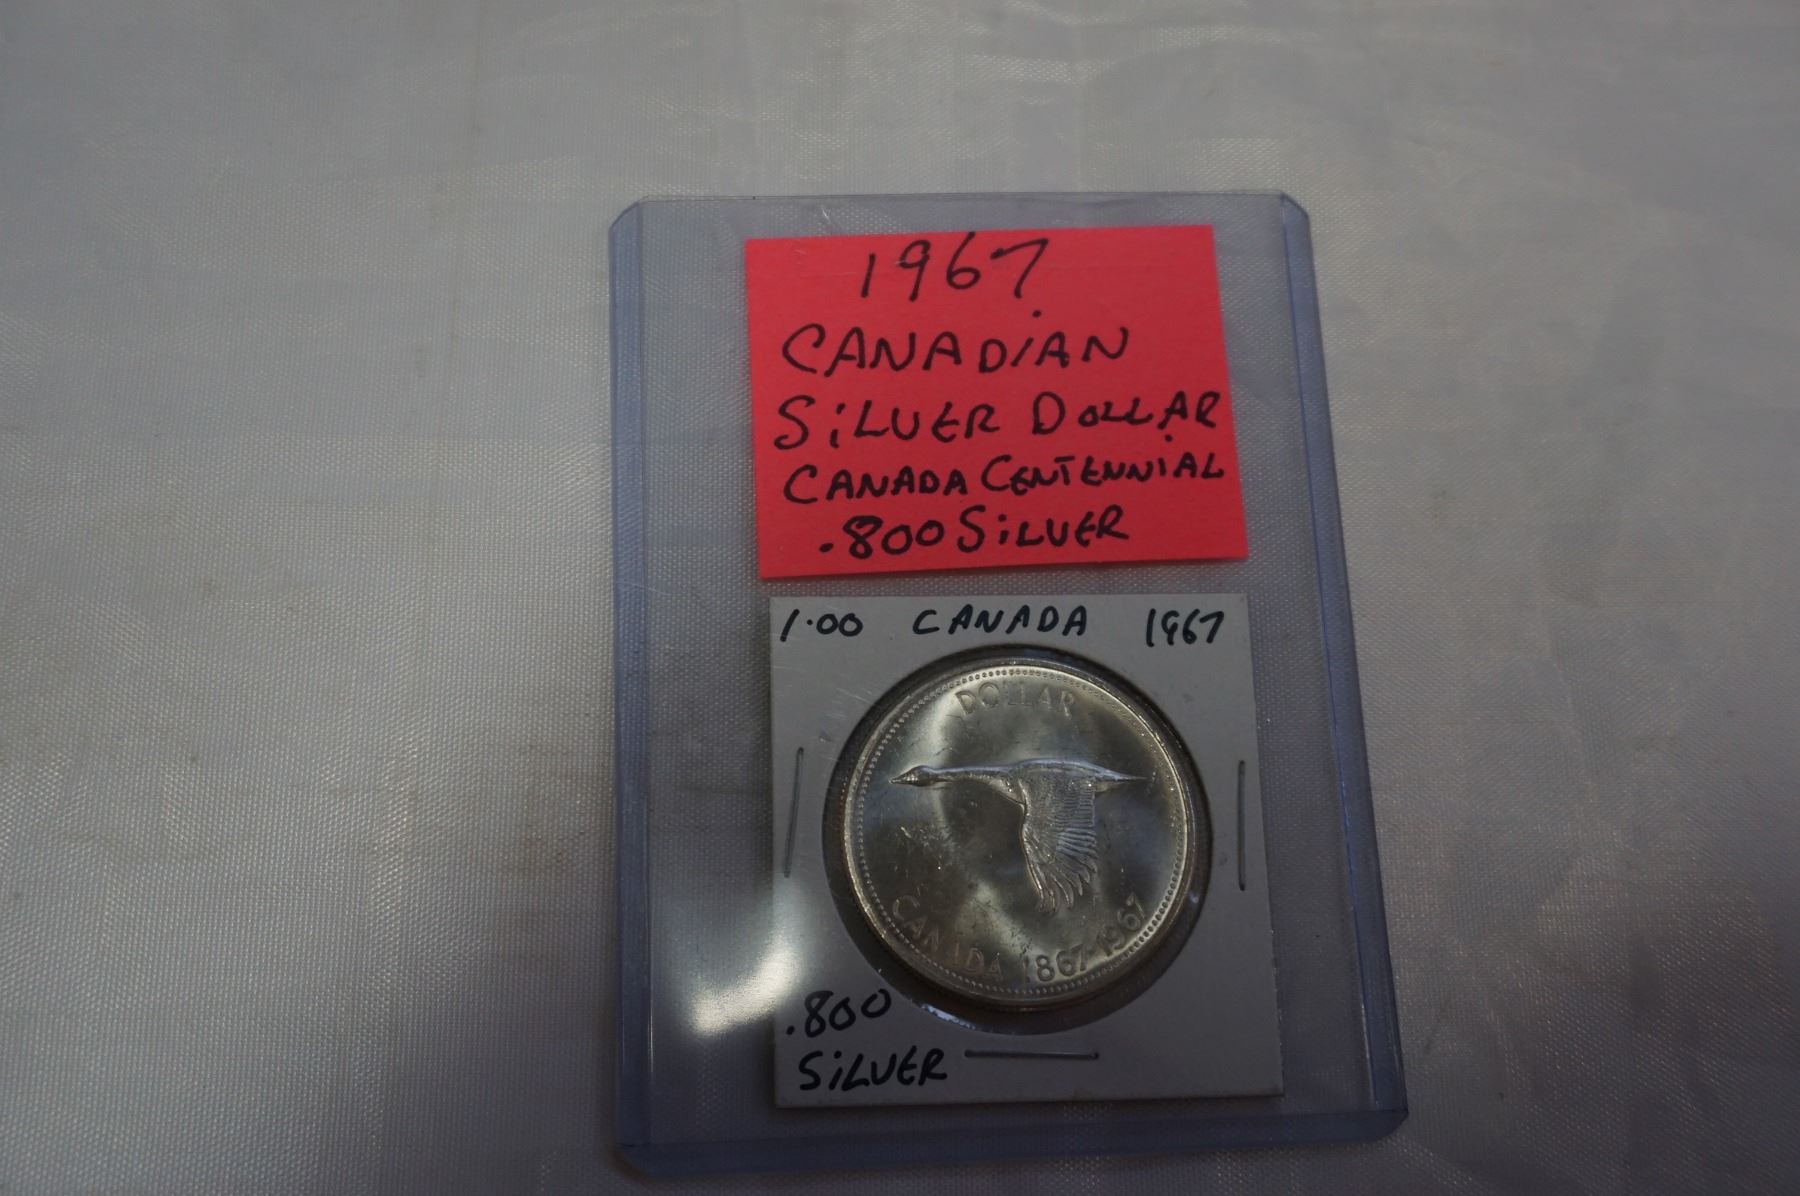 1967
CANADiAN
SiLVER DOLLAR
CANADA CENTENNiAL
.800 SiLVER
1.00 CANADA 1967
DOLLAR
CANADA 1867-1967
.800
SiLVER